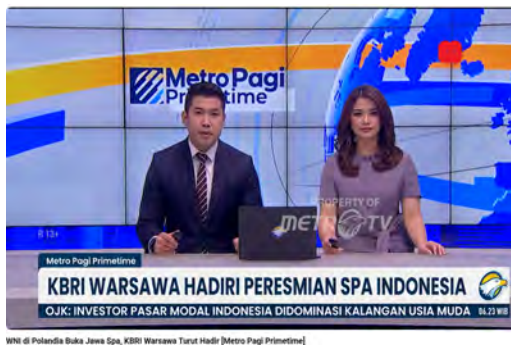 Metro Pagi
Primetime
PROPERTY OF
METRO TV
R 13+
Metro Pagi Primetime
KBRI WARSAWA HADIRI PERESMIAN SPA INDONESIA
OJK: INVESTOR PASAR MODAL INDONESIA DIDOMINASI KALANGAN USIA MUDA
04.23 WIB
WNI di Polandia Buka Jawa Spa, KBRI Warsawa Turut Hadir [Metro Pagi Primetime]